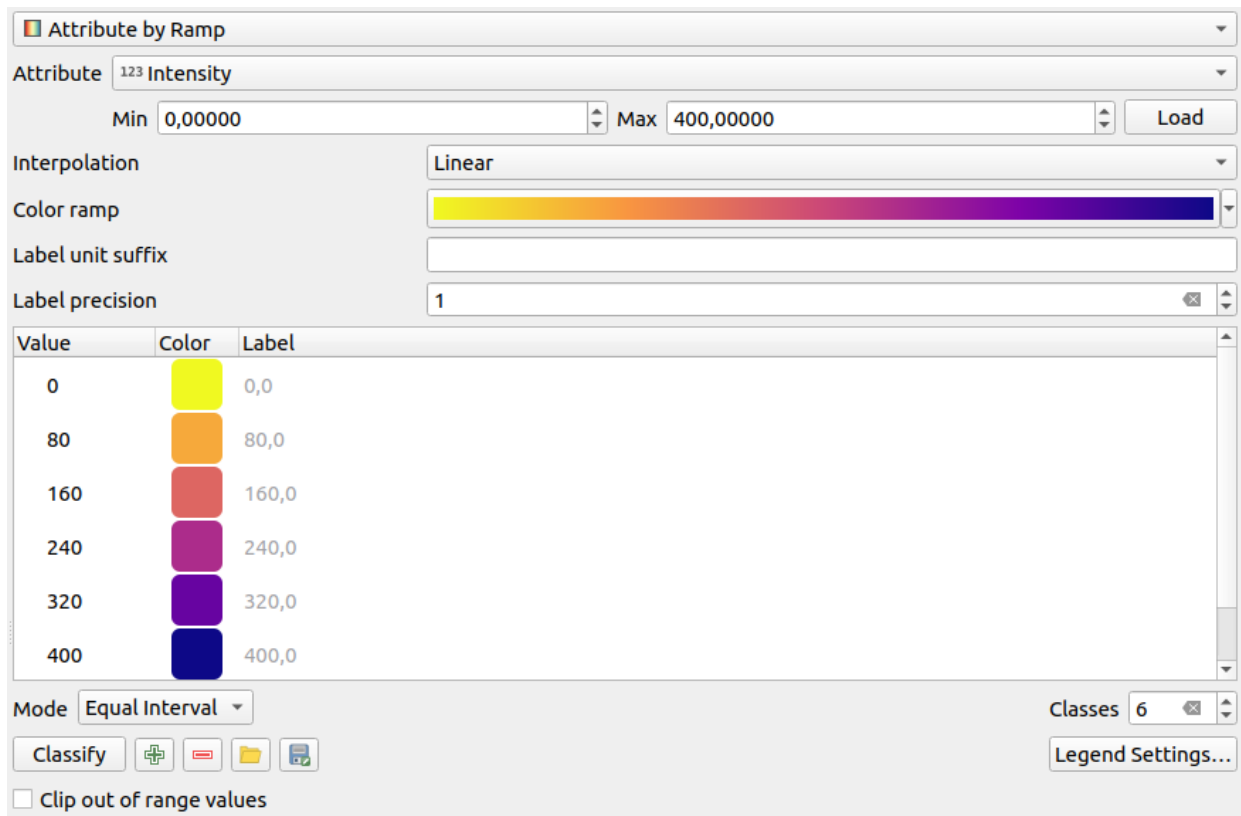 Attribute by Ramp
Attribute 123 Intensity
Min 0,00000 Max 400,00000 Load
Interpolation Linear
Color ramp
Label unit suffix
Label precision 1
Value Color Label
0 0,0
80 80,0
160 160,0
240 240,0
320 320,0
400 400,0
Mode Equal Interval Classes 6
Classify Legend Settings...
Clip out of range values